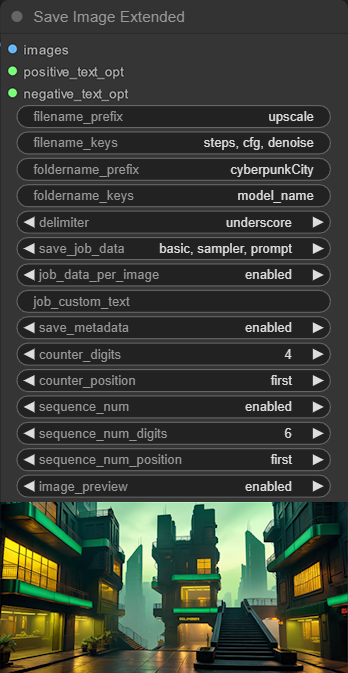 Save Image Extended
images
positive_text_opt
negative_text_opt
filename_prefix upscale
filename_keys steps, cfg, denoise
foldername_prefix cyberpunkCity
foldername_keys model_name
delimiter underscore
save_job_data basic, sampler, prompt
job_data_per_image enabled
job_custom_text
save_metadata enabled
counter_digits 4
counter_position first
sequence_num enabled
sequence_num_digits 6
sequence_num_position first
image_preview enabled